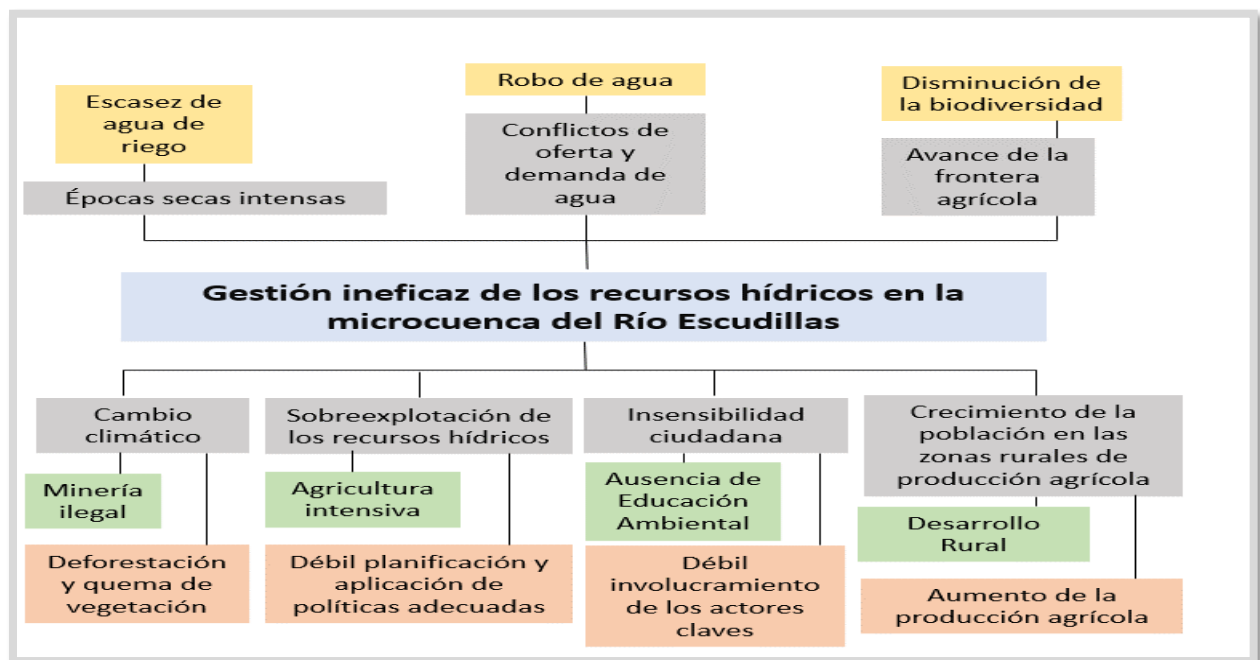 Escasez de
agua de
riego
Épocas secas intensas
Robo de agua
Conflictos de
oferta y
demanda de
agua
Disminución de
la biodiversidad
Avance de la
frontera
agrícola
Gestión ineficaz de los recursos hídricos en la
microcuenca del Río Escudillas
Cambio
climático
Minería
ilegal
Deforestación
y quema de
vegetación
Sobreexplotación de
los recursos hídricos
Agricultura
intensiva
Débil planificación y
aplicación de
políticas adecuadas
Insensibilidad
ciudadana
Ausencia de
Educación
Ambiental
Débil
involucramiento
de los actores
claves
Crecimiento de la
población en las
zonas rurales de
producción agrícola
Desarrollo
Rural
Aumento de la
producción agrícola